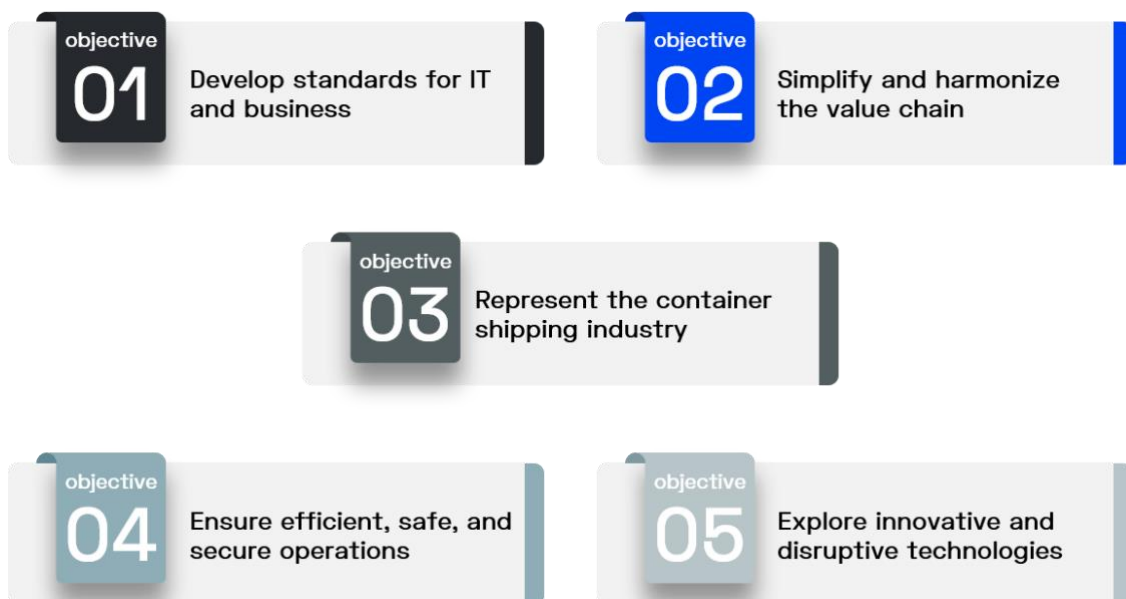 objective
01
Develop standards for IT
and business
objective
02
Simplify and harmonize
the value chain
objective
03
Represent the container
shipping industry
objective
04
Ensure efficient, safe, and
secure operations
objective
05
Explore innovative and
disruptive technologies